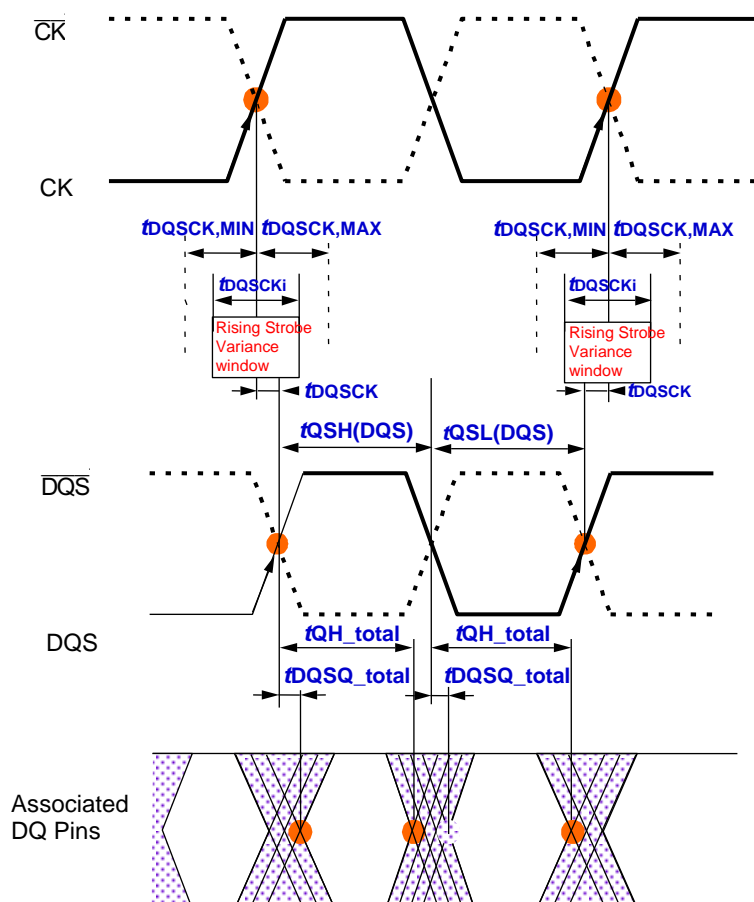 CK
CK
tDQSCK,MIN tDQSCK,MAX tDQSCK,MIN tDQSCK,MAX
tDQSCKi tDQSCKi
Rising Strobe
Variance
window
Rising Strobe
Variance
window
tDQSCK tDQSCK
tQSH(DQS) tQSL(DQS)
DQS
DQS
tQH_total tQH_total
tDQSQ_total tDQSQ_total
Associated
DQ Pins